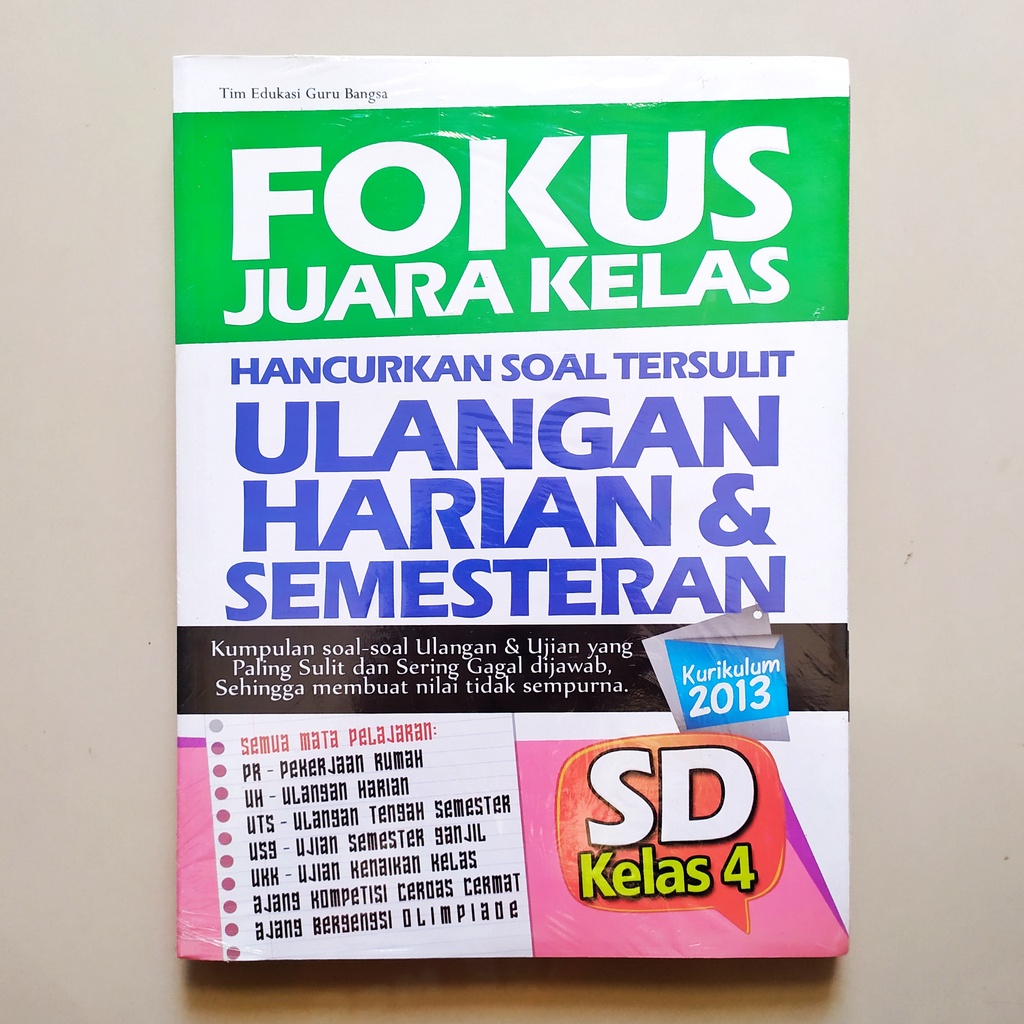 Tim Edukasi Guru Bangsa
FOKUS
JUARA KELAS
HANCURKAN SOAL TERSULIT
ULANGAN
HARIAN &
SEMESTERAN
Kumpulan soal-soal Ulangan & Ujian yang
Paling Sulit dan Sering Gagal dijawab,
Sehingga membuat nilai tidak sempurna.
Kurikulum
2013
SEMUA MATA PELAJARAN:
PR - PEKERJAAN RUMAH
UH - ULANGAN HARIAN
UTS - ULANGAN TENGAH SEMESTER
USG - UJIAN SEMESTER GANJIL
UKK - UJIAN KENAIKAN KELAS
AJANG KOMPETISI CERDAS CERMAT
AJANG BERGENGSI OLIMPIADE
SD
Kelas 4